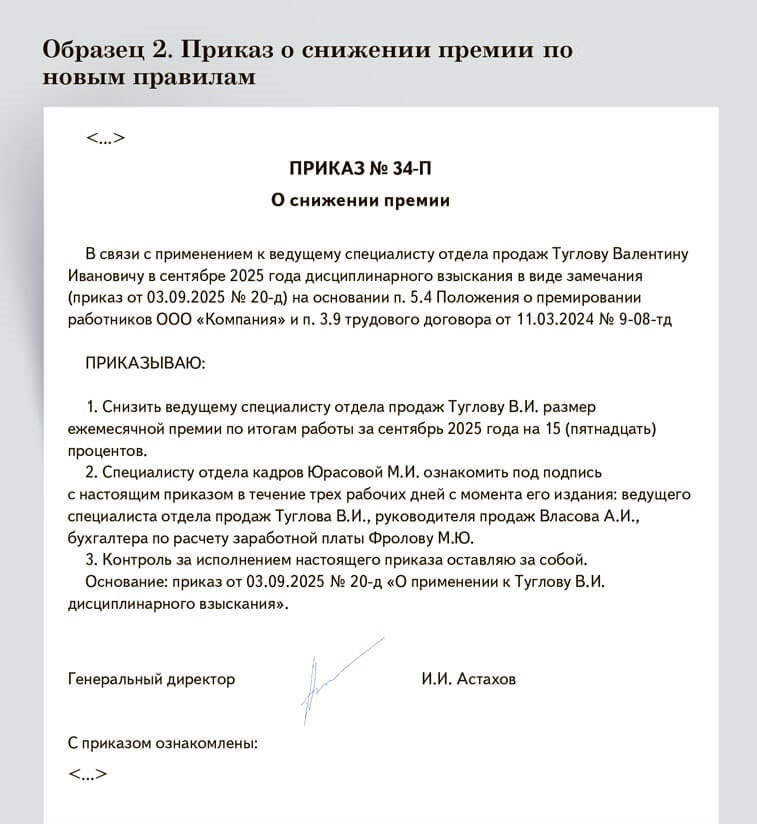 Образец 2. Приказ о снижении премии по
новым правилам
<...>
ПРИКАЗ № 34-П
О снижении премии
В связи с применением к ведущему специалисту отдела продаж Туглову Валентину
Ивановичу в сентябре 2025 года дисциплинарного взыскания в виде замечания
(приказ от 03.09.2025 № 20-д) на основании п. 5.4 Положения о премировании
работников ООО «Компания» и п. 3.9 трудового договора от 11.03.2024 № 9-08-тд
ПРИКАЗЫВАЮ:
1. Снизить ведущему специалисту отдела продаж Туглову В.И. размер
ежемесячной премии по итогам работы за сентябрь 2025 года на 15 (пятнадцать)
процентов.
2. Специалисту отдела кадров Юрасовой М.И. ознакомить под подпись
с настоящим приказом в течение трех рабочих дней с момента его издания: ведущего
специалиста отдела продаж Туглова В.И., руководителя продаж Власова А.И.,
бухгалтера по расчету заработной платы Фролову М.Ю.
3. Контроль за исполнением настоящего приказа оставляю за собой.
Основание: приказ от 03.09.2025 № 20-д «О применении к Туглову В.И.
дисциплинарного взыскания».
Генеральный директор И.И. Астахов
С приказом ознакомлены:
<...>